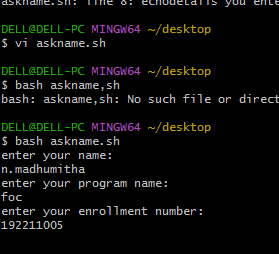 askname.sh: line 8: echodetails you ente
DELL@DELL-PC MINGW64 ~/desktop
$ vi askname.sh
DELL@DELL-PC MINGW64 ~/desktop
$ bash askname,sh
bash: askname,sh: No such file or direct
DELL@DELL-PC MINGW64 ~/desktop
$ bash askname.sh
enter your name:
n.madhumitha
enter your program name:
foc
enter your enrollment number:
192211005